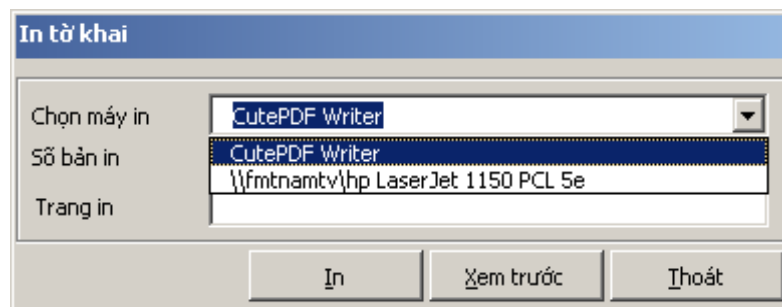 In tờ khai
Chọn máy in
CutePDF Writer
Số bản in
CutePDF Writer
\\fmtnamtv\hp LaserJet 1150 PCL 5e
Trang in
In
Xem trước
Thoát